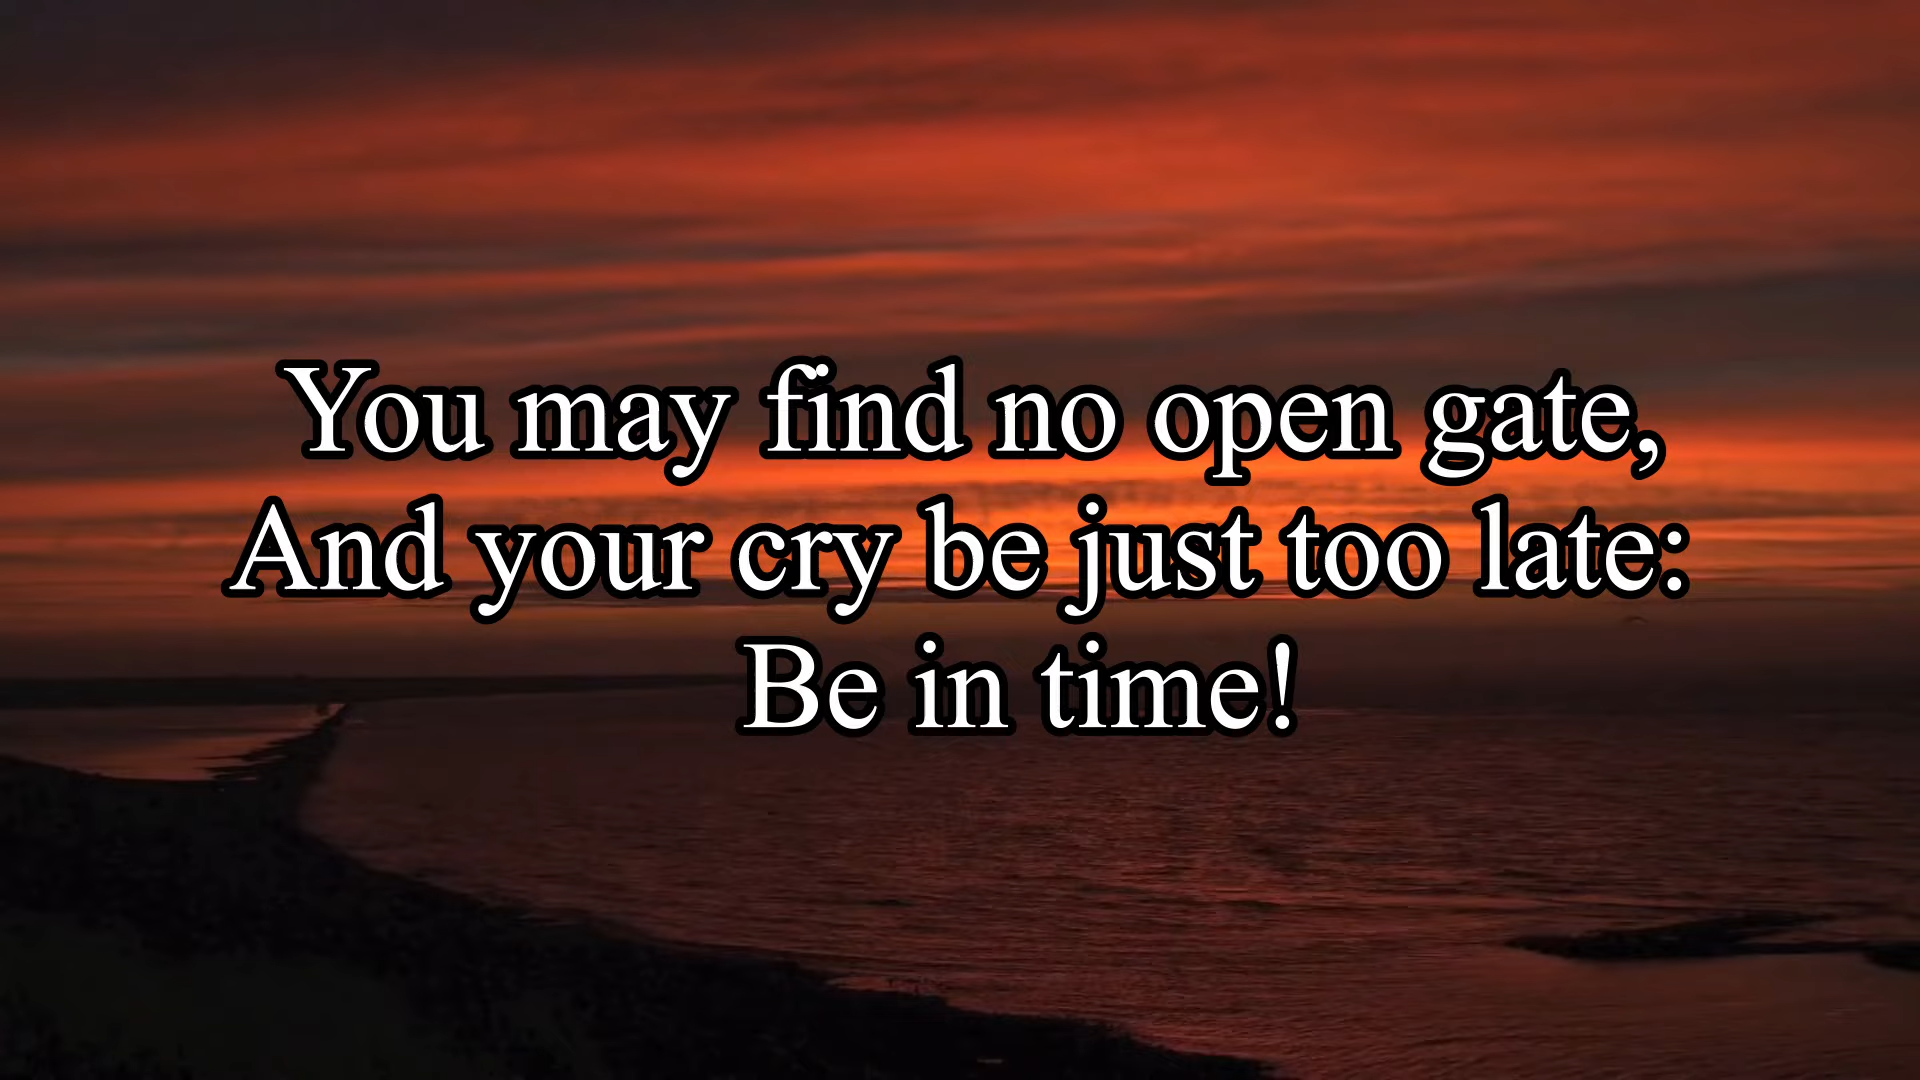 You may find no open gate,
And your cry be just too late:
Be in time!